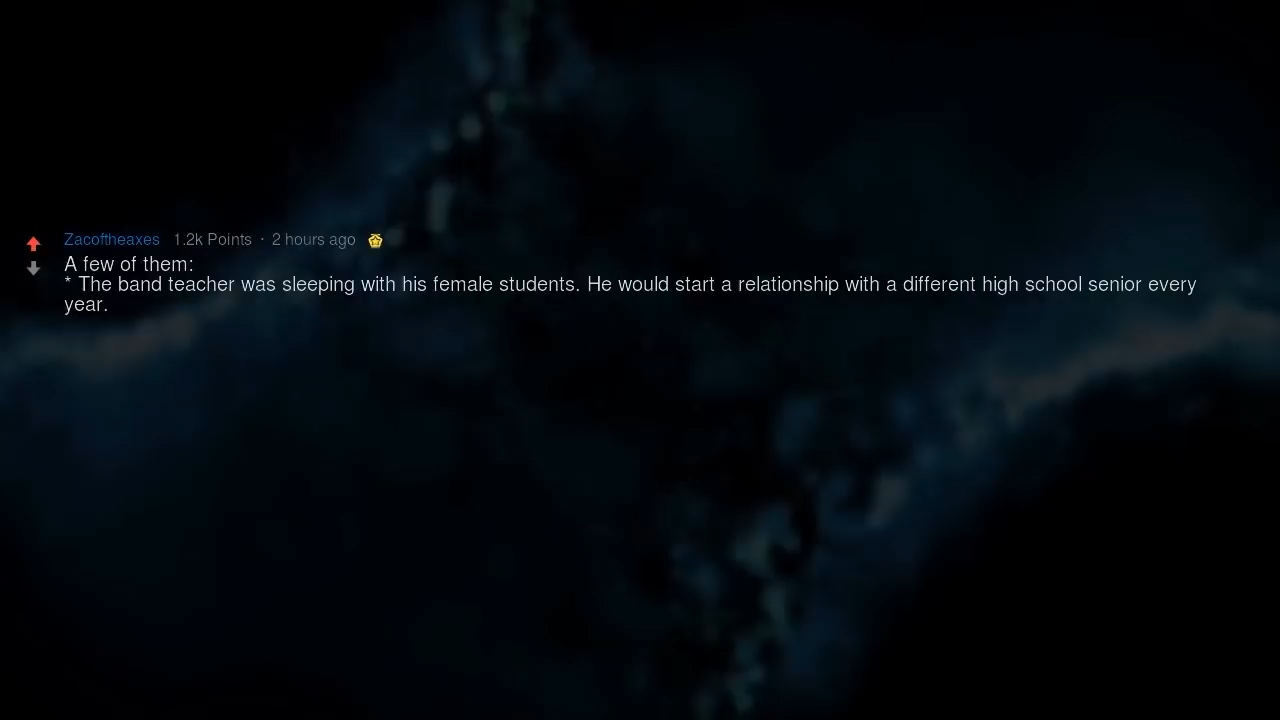 Zacoftheaxes 1.2k Points · 2 hours ago
A few of them:
* The band teacher was sleeping with his female students. He would start a relationship with a different high school senior every
year.